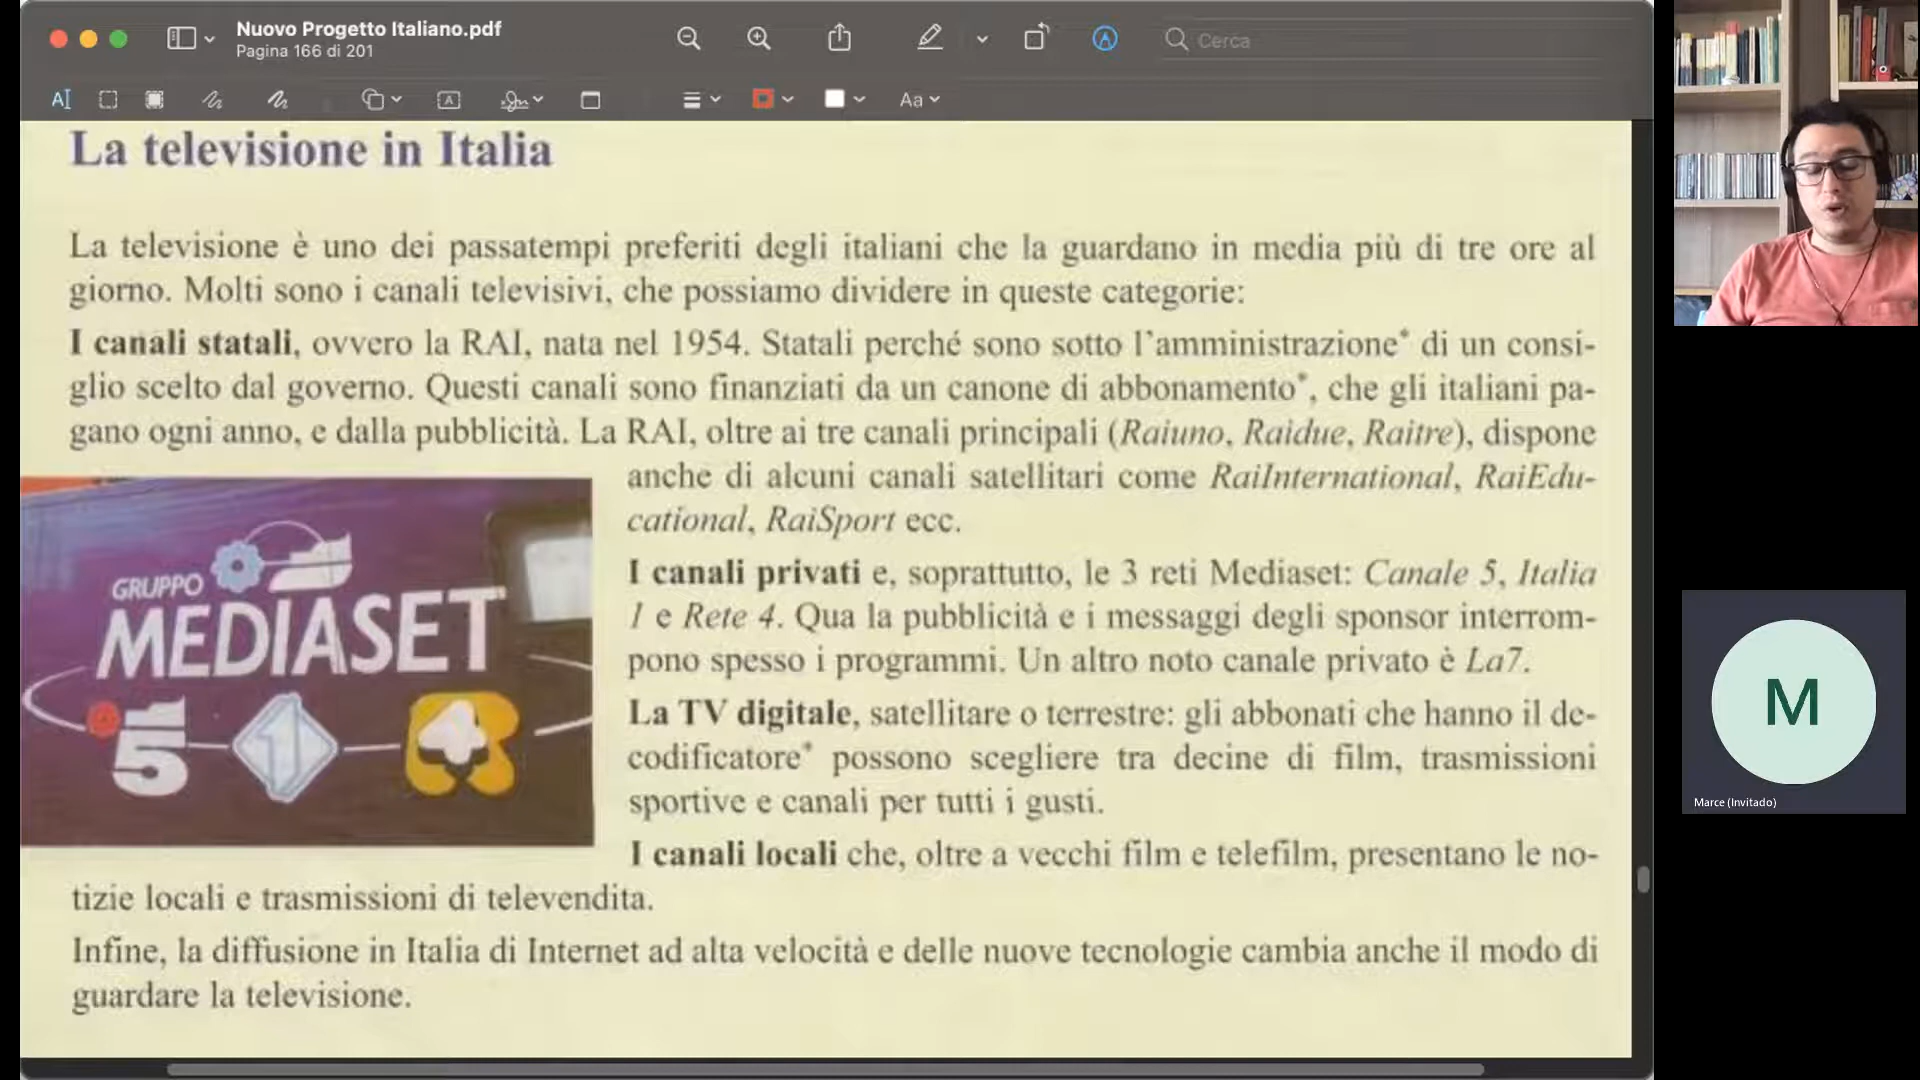 Nuovo Progetto Italiano.pdf
Pagina 166 di 201
Cerca
La televisione in Italia
La televisione è uno dei passatempi preferiti degli italiani che la guardano in media più di tre ore al
giorno. Molti sono i canali televisivi, che possiamo dividere in queste categorie:
I canali statali, ovvero la RAI, nata nel 1954. Statali perché sono sotto l'amministrazione* di un consi-
glio scelto dal governo. Questi canali sono finanziati da un canone di abbonamento*, che gli italiani pa-
gano ogni anno, e dalla pubblicità. La RAI, oltre ai tre canali principali (Raiuno, Raidue, Raitre), dispone
anche di alcuni canali satellitari come RaiInternational, RaiEdu-
cational, RaiSport ecc.
I canali privati e, soprattutto, le 3 reti Mediaset: Canale 5, Italia
1 e Rete 4. Qua la pubblicità e i messaggi degli sponsor interrom-
pono spesso i programmi. Un altro noto canale privato è La7.
La TV digitale, satellitare o terrestre: gli abbonati che hanno il de-
codificatore* possono scegliere tra decine di film, trasmissioni
sportive e canali per tutti i gusti.
I canali locali che, oltre a vecchi film e telefilm, presentano le no-
tizie locali e trasmissioni di televendita.
Infine, la diffusione in Italia di Internet ad alta velocità e delle nuove tecnologie cambia anche il modo di
guardare la televisione.
GRUPPO
MEDIASET
5 1
M
Marce (Invitado)